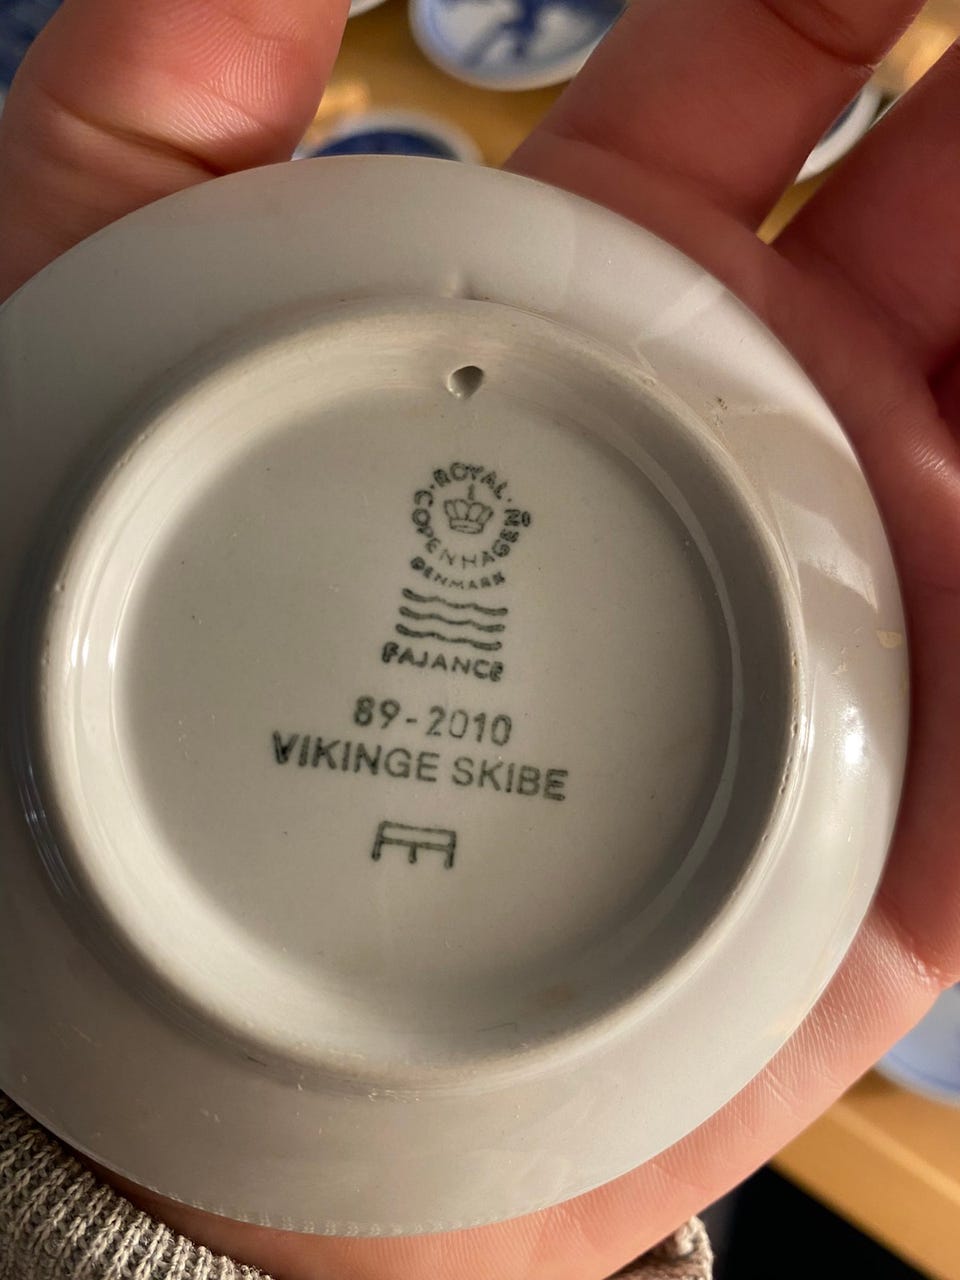 ROYAL
COPENHAGEN
DENMARK
FAJANCE
89-2010
VIKINGE SKIBE